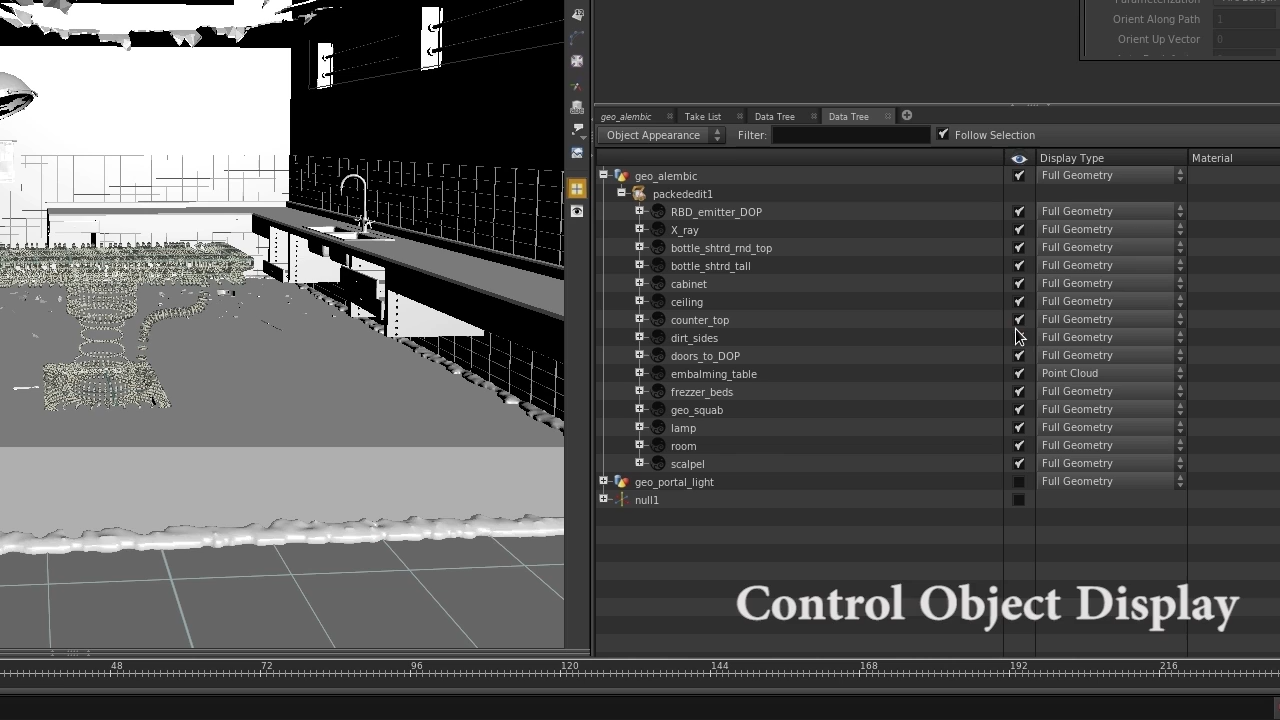 Orient Along Path 1
Orient Up Vector 0
geo_alembic Take List Data Tree Data Tree
Object Appearance Filter: Follow Selection
Display Type Material
geo_alembic Full Geometry
packededit1
RBD_emitter_DOP Full Geometry
X_ray Full Geometry
bottle_shtrd_rnd_top Full Geometry
bottle_shtrd_tall Full Geometry
cabinet Full Geometry
ceiling Full Geometry
counter_top Full Geometry
dirt_sides Full Geometry
doors_to_DOP Full Geometry
embalming_table Point Cloud
frezzer_beds Full Geometry
geo_squab Full Geometry
lamp Full Geometry
room Full Geometry
scalpel Full Geometry
geo_portal_light Full Geometry
null1
Control Object Display
48 72 96 120 144 168 192 216